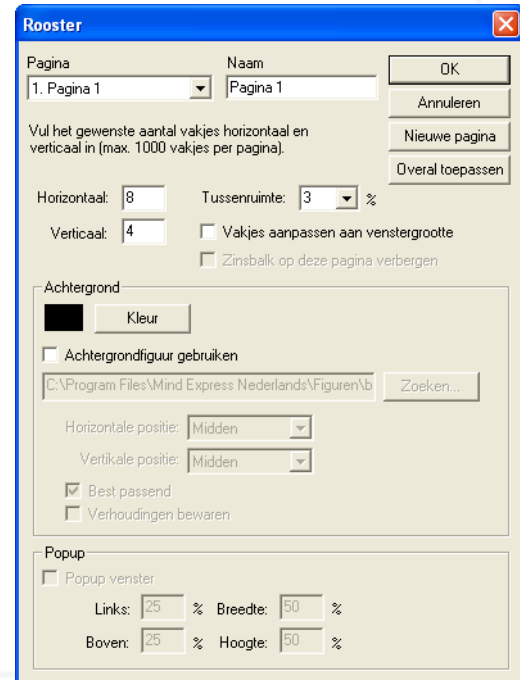 Rooster
Pagina
Naam
OK
1. Pagina 1
Pagina 1
Annuleren
Vul het gewenste aantal vakjes horizontaal en
verticaal in (max. 1000 vakjes per pagina).
Nieuwe pagina
Overal toepassen
Horizontaal: 8 Tussenruimte: 3 %
Verticaal: 4 Vakjes aanpassen aan venstergrootte
Zinsbalk op deze pagina verbergen
Achtergrond
Kleur
Achtergrondfiguur gebruiken
C:\Program Files\Mind Express Nederlands\Figuren\b Zoeken...
Horizontale positie: Midden
Vertikale positie: Midden
Best passend
Verhoudingen bewaren
Popup
Popup venster
Links: 25 % Breedte: 50 %
Boven: 25 % Hoogte: 50 %